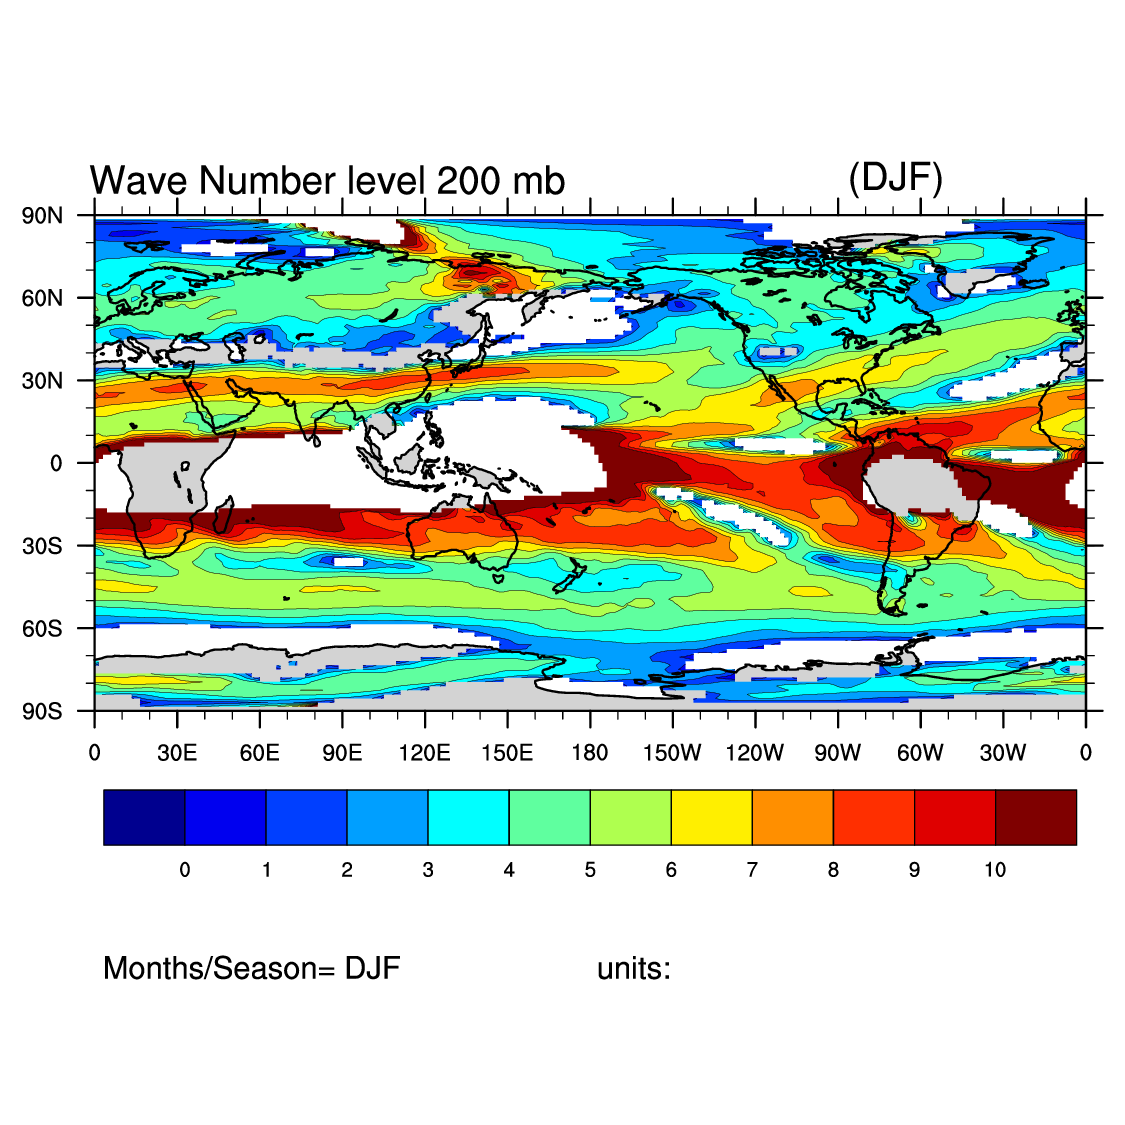 Wave Number level 200 mb (DJF)
90N
60N
30N
0
30S
60S
90S
0 30E 60E 90E 120E 150E 180 150W 120W 90W 60W 30W 0
0 1 2 3 4 5 6 7 8 9 10
Months/Season= DJF units: